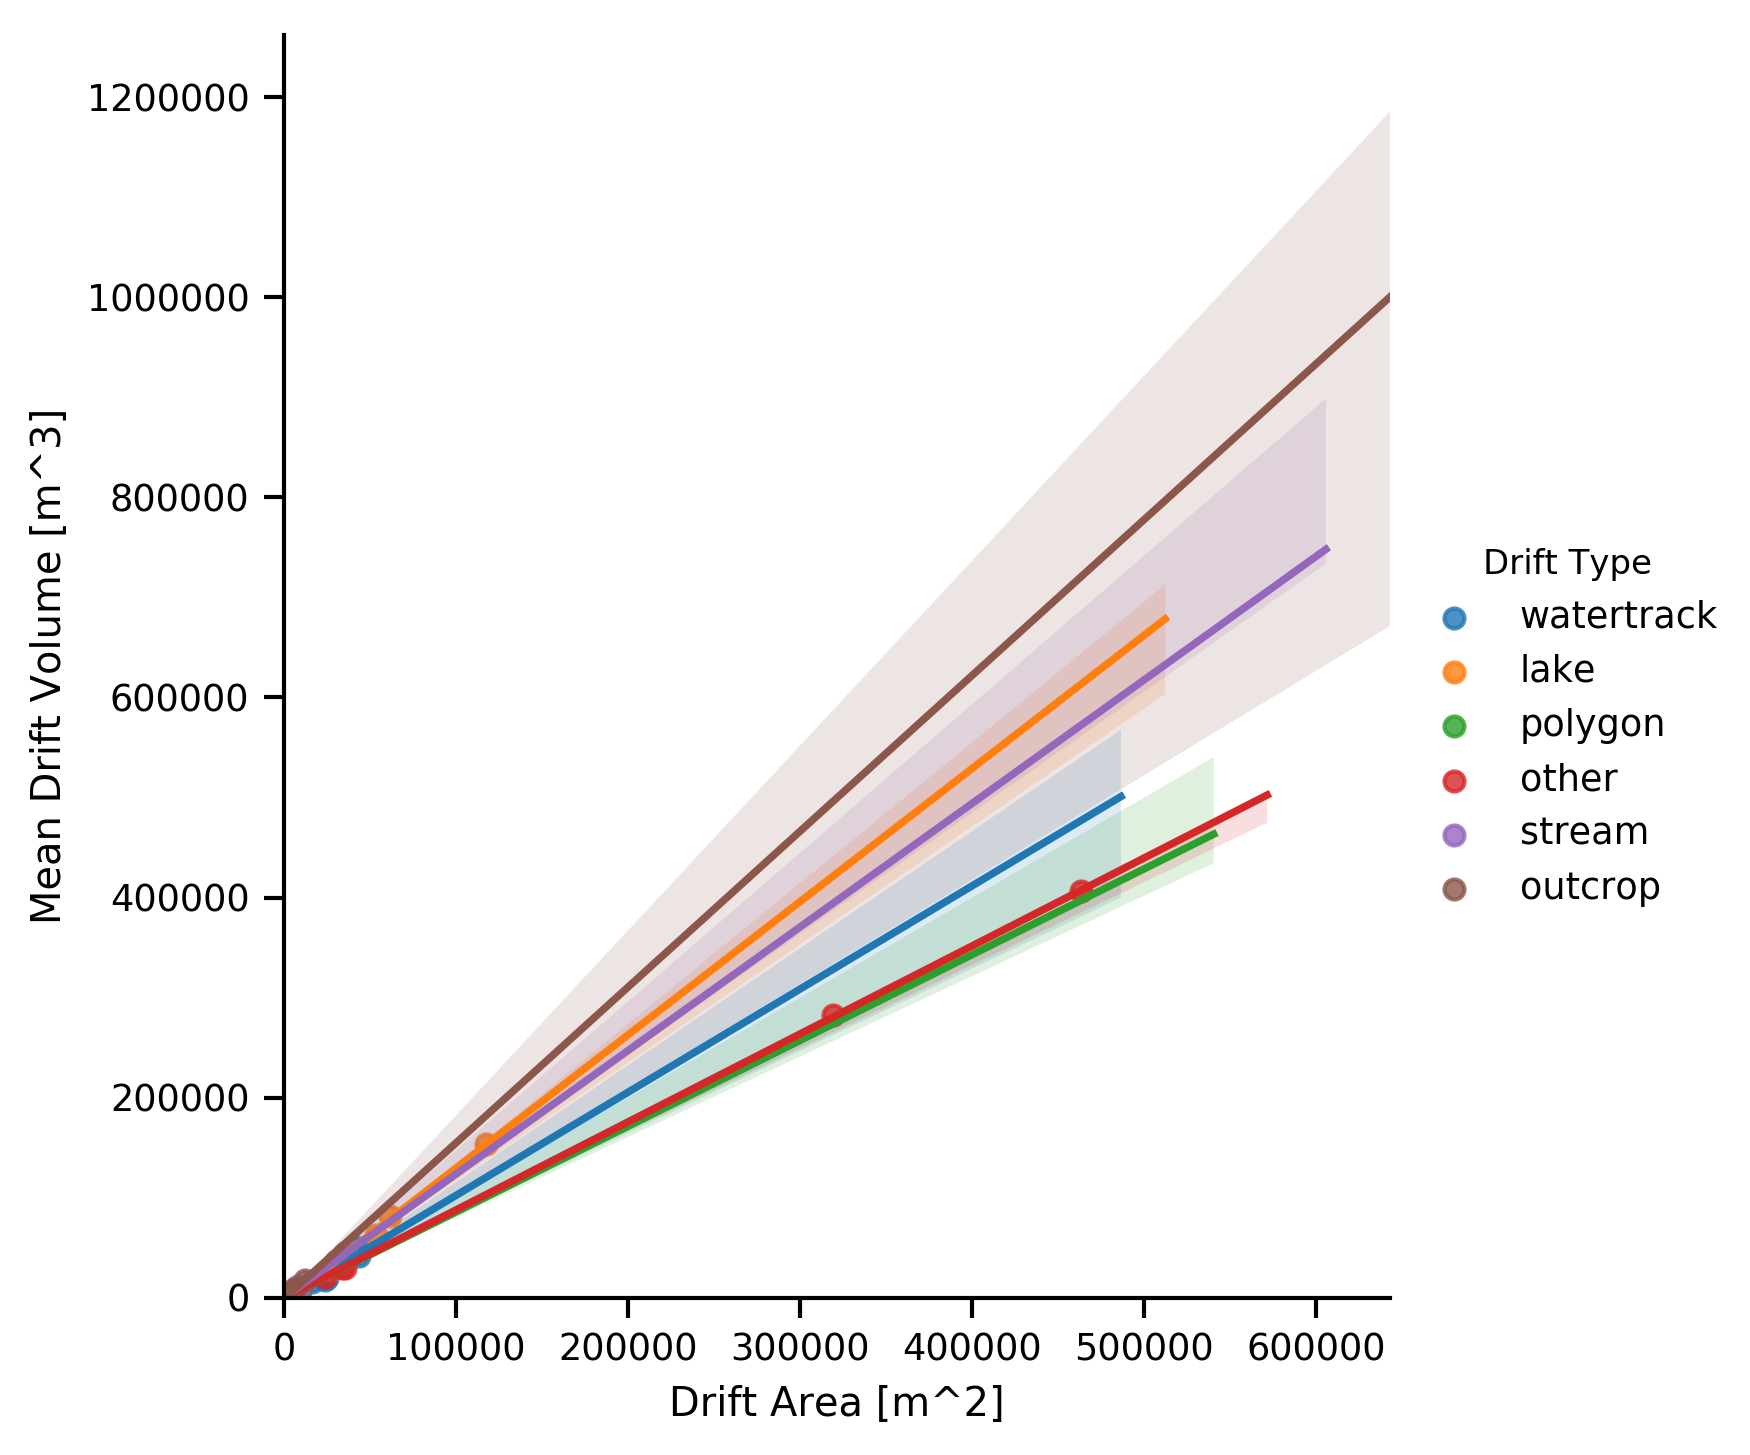 1200000
1000000
800000
600000
400000
200000
0
Mean Drift Volume [m^3]
0 100000 200000 300000 400000 500000 600000
Drift Area [m^2]
Drift Type
watertrack
lake
polygon
other
stream
outcrop